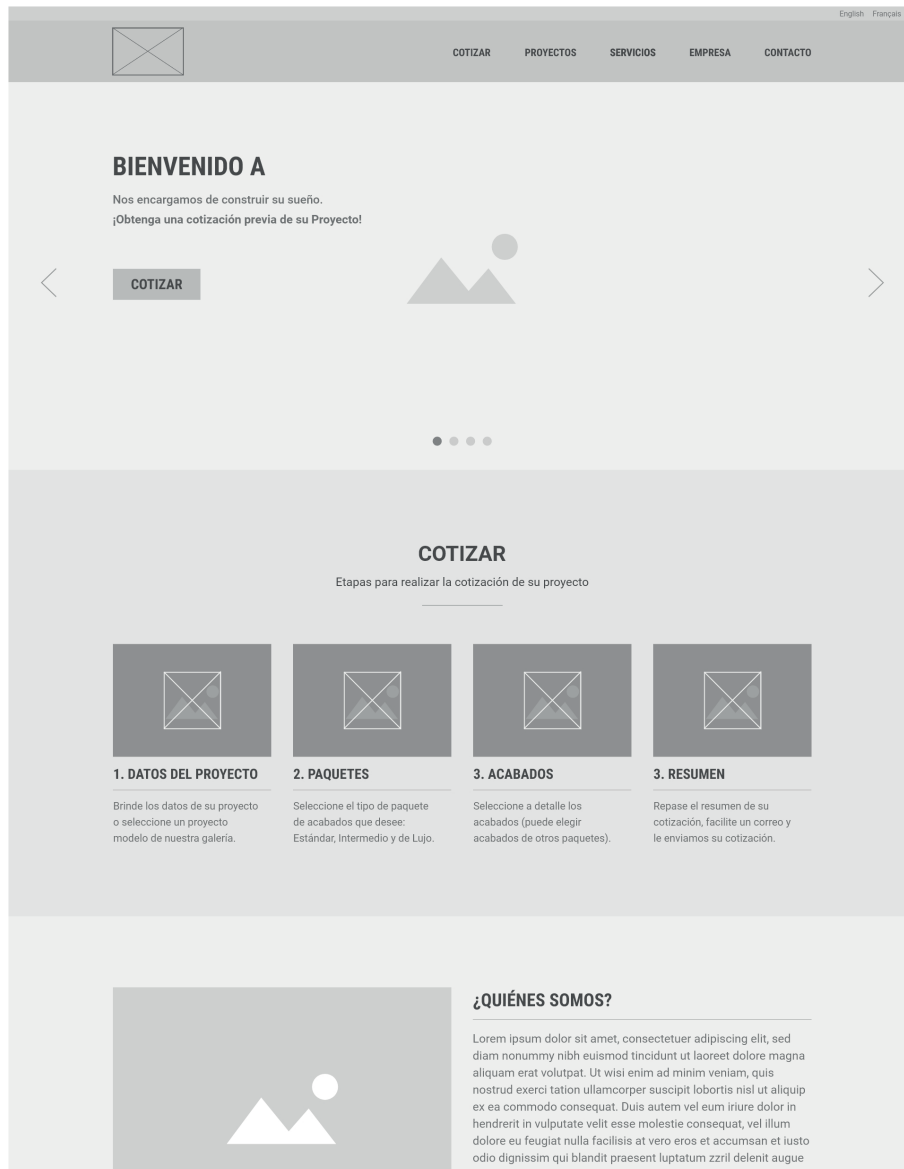 English Français
COTIZAR PROYECTOS SERVICIOS EMPRESA CONTACTO
BIENVENIDO A
Nos encargamos de construir su sueño.
¡Obtenga una cotización previa de su Proyecto!
COTIZAR
COTIZAR
Etapas para realizar la cotización de su proyecto
1. DATOS DEL PROYECTO
Brinde los datos de su proyecto
o seleccione un proyecto
modelo de nuestra galería.
2. PAQUETES
Seleccione el tipo de paquete
de acabados que desee:
Estándar, Intermedio y de Lujo.
3. ACABADOS
Seleccione a detalle los
acabados (puede elegir
acabados de otros paquetes).
3. RESUMEN
Repase el resumen de su
cotización, facilite un correo y
le enviamos su cotización.
¿QUIÉNES SOMOS?
Lorem ipsum dolor sit amet, consectetuer adipiscing elit, sed
diam nonummy nibh euismod tincidunt ut laoreet dolore magna
aliquam erat volutpat. Ut wisi enim ad minim veniam, quis
nostrud exerci tation ullamcorper suscipit lobortis nisl ut aliquip
ex ea commodo consequat. Duis autem vel eum iriure dolor in
hendrerit in vulputate velit esse molestie consequat, vel illum
dolore eu feugiat nulla facilisis at vero eros et accumsan et iusto
odio dignissim qui blandit praesent luptatum zzril delenit augue